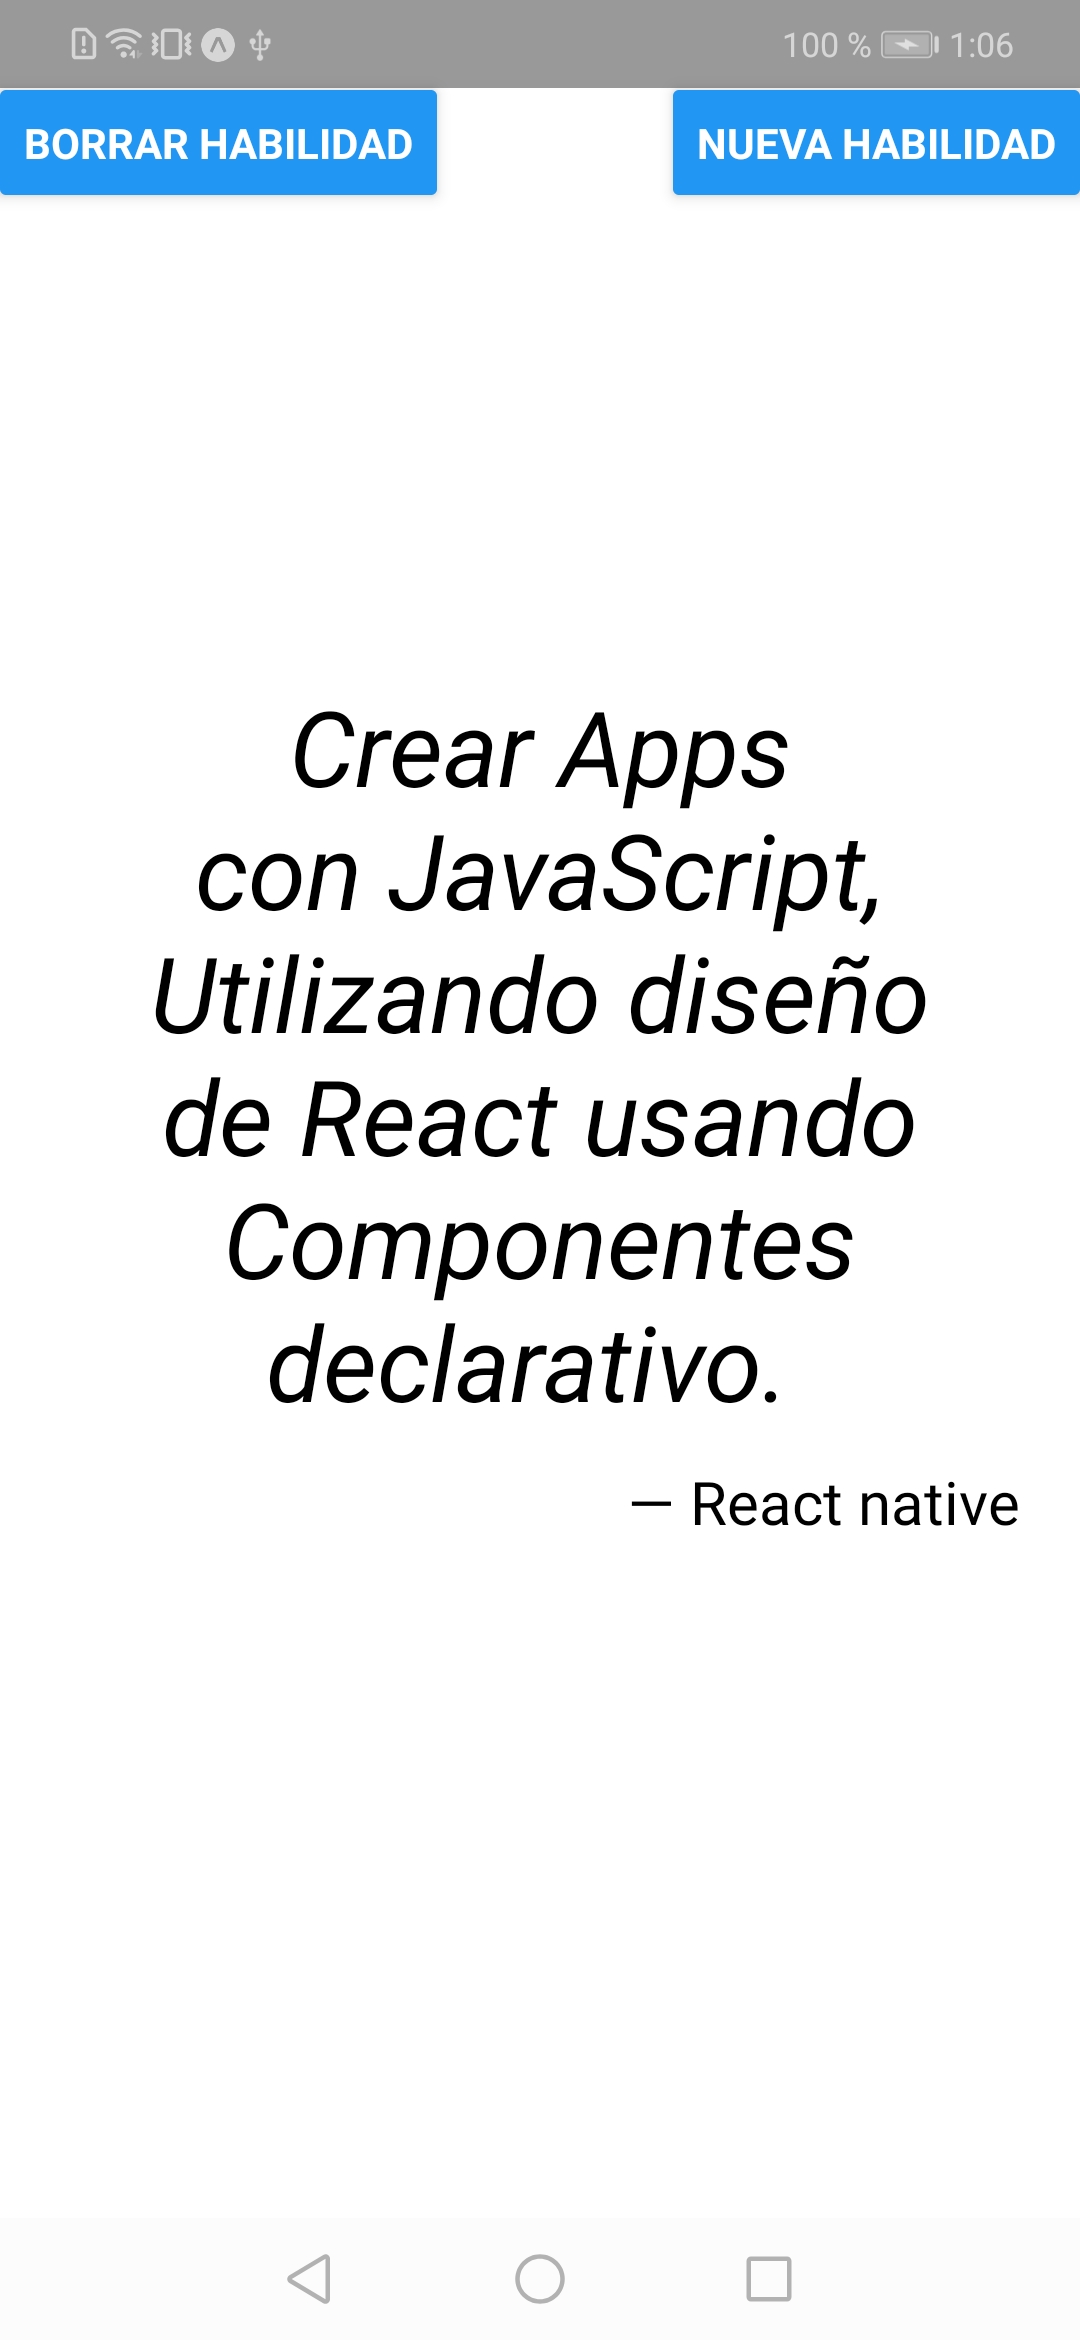 100 % 1:06
BORRAR HABILIDAD NUEVA HABILIDAD
Crear Apps
con JavaScript,
Utilizando diseño
de React usando
Componentes
declarativo.
— React native